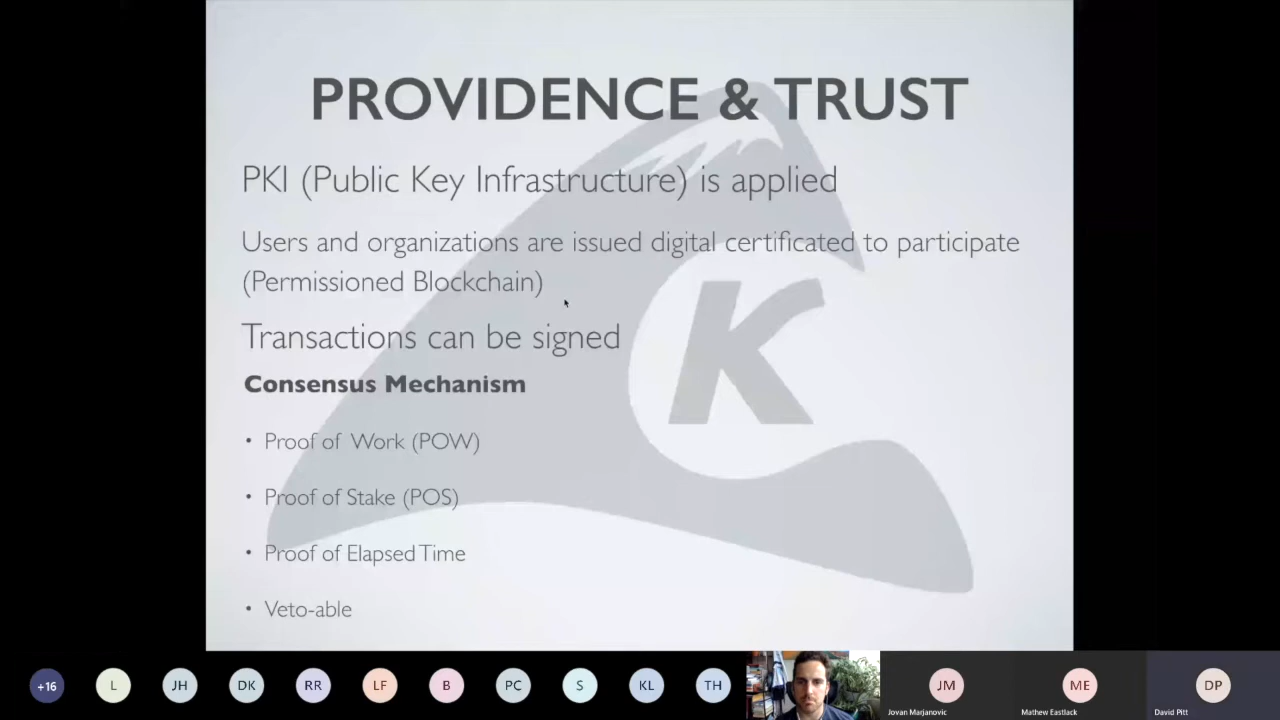 PROVIDENCE & TRUST
PKI (Public Key Infrastructure) is applied
Users and organizations are issued digital certificated to participate
(Permissioned Blockchain)
Transactions can be signed
Consensus Mechanism
• Proof of Work (POW)
• Proof of Stake (POS)
• Proof of Elapsed Time
• Veto-able
K
+16 L JH DK RR LF B PC S KL TH JM ME DP
Jovan Marjanovic Mathew Eastlack David Pitt